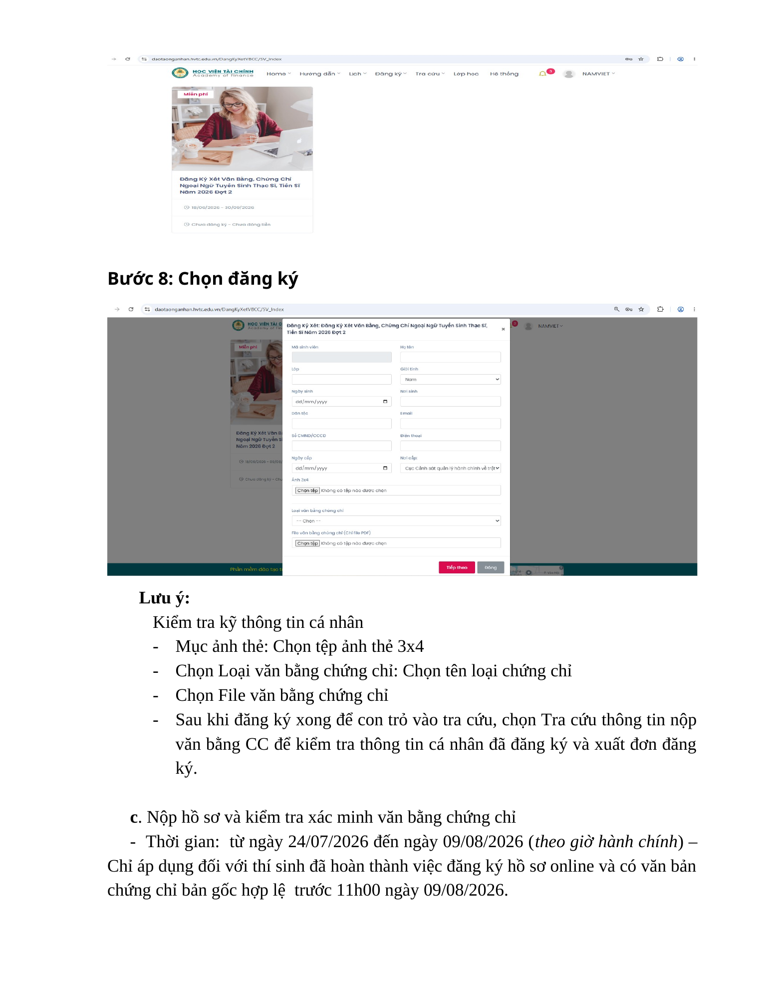 daotaonganhan.hvtc.edu.vn/DangKyXetVBCC/SV_Index
HỌC VIỆN TÀI CHÍNH
Academy of Finance
Home Hướng dẫn Lịch Đăng ký Tra cứu Lớp học Hệ thống 3 NAMVIET
Miễn phí
Đăng Ký Xét Văn Bằng, Chứng Chỉ
Ngoại Ngữ Tuyển Sinh Thạc Sĩ, Tiến Sĩ
Năm 2026 Đợt 2
18/06/2026 - 30/09/2026
Chưa đăng ký - Chưa đóng tiền
Bước 8: Chọn đăng ký
daotaonganhan.hvtc.edu.vn/DangKyXetVBCC/SV_Index
HỌC VIỆN TÀI C
Academy of Fin
3 NAMVIET
Miễn phí
Đăng Ký Xét Văn B
Ngoại Ngữ Tuyển S
Năm 2026 Đợt 2
18/06/2026 - 09/08/
Chưa đăng ký - Chư
Đăng Ký Xét: Đăng Ký Xét Văn Bằng, Chứng Chỉ Ngoại Ngữ Tuyển Sinh Thạc Sĩ,
Tiến Sĩ Năm 2026 Đợt 2
×
Mã sinh viên Họ tên
Lớp Giới tính
Nam
Ngày sinh Nơi sinh
dd/mm/yyyy
Dân tộc Email
Số CMND/CCCD Điện thoại
Ngày cấp Nơi cấp:
dd/mm/yyyy Cục Cảnh sát quản lý hành chính về trật
Ảnh 3x4
Chọn tệp Không có tệp nào được chọn
Loại văn bằng chứng chỉ
-- Chọn --
File văn bằng chứng chỉ (Chỉ file PDF)
Chọn tệp Không có tệp nào được chọn
Tiếp theo Đóng
Phần mềm đào tạo t
P. Văn Hội
Lưu ý:
Kiểm tra kỹ thông tin cá nhân
- Mục ảnh thẻ: Chọn tệp ảnh thẻ 3x4
- Chọn Loại văn bằng chứng chỉ: Chọn tên loại chứng chỉ
- Chọn File văn bằng chứng chỉ
- Sau khi đăng ký xong để con trỏ vào tra cứu, chọn Tra cứu thông tin nộp
văn bằng CC để kiểm tra thông tin cá nhân đã đăng ký và xuất đơn đăng
ký.
c. Nộp hồ sơ và kiểm tra xác minh văn bằng chứng chỉ
- Thời gian: từ ngày 24/07/2026 đến ngày 09/08/2026 (theo giờ hành chính) –
Chỉ áp dụng đối với thí sinh đã hoàn thành việc đăng ký hồ sơ online và có văn bản
chứng chỉ bản gốc hợp lệ trước 11h00 ngày 09/08/2026.